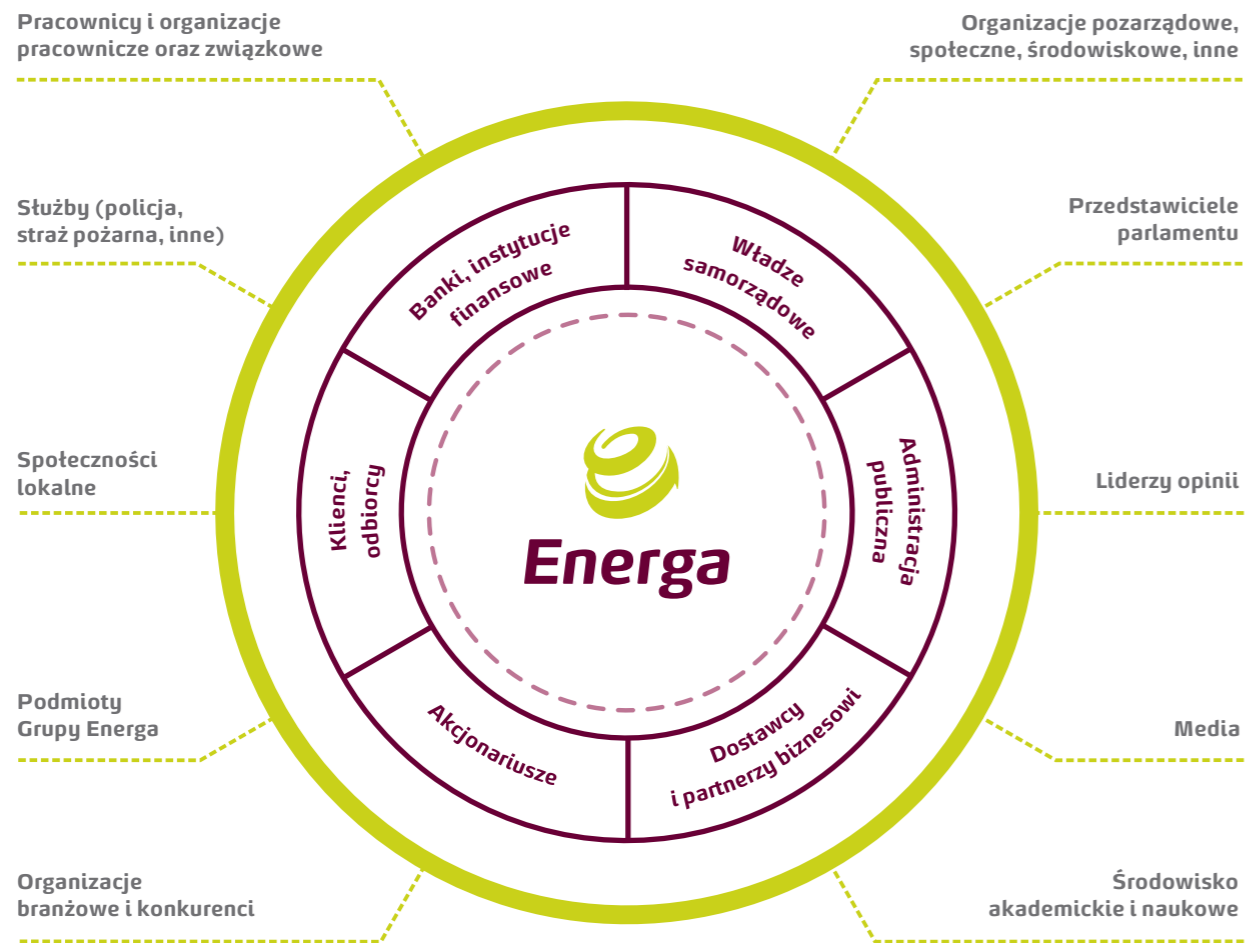 Pracownicy i organizacje
pracownicze oraz związkowe
Organizacje pozarządowe,
społeczne, środowiskowe, inne
Służby (policja,
straż pożarna, inne)
Przedstawiciele
parlamentu
Banki, instytucje
finansowe
Władze
samorządowe
Społeczności
lokalne
Klienci,
odbiorcy
Energa
Administracja
publiczna
Liderzy opinii
Podmioty
Grupy Energa
Akcjonariusze
Dostawcy
i partnerzy biznesowi
Media
Organizacje
branżowe i konkurenci
Środowisko
akademickie i naukowe